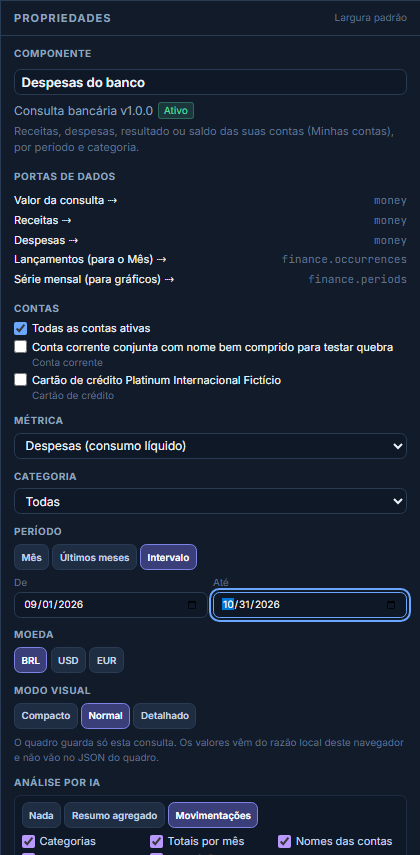 PROPRIEDADES Largura padrão
COMPONENTE
Despesas do banco
Consulta bancária v1.0.0 Ativo
Receitas, despesas, resultado ou saldo das suas contas (Minhas contas),
por período e categoria.
PORTAS DE DADOS
Valor da consulta → money
Receitas → money
Despesas → money
Lançamentos (para o Mês) → finance.occurrences
Série mensal (para gráficos) → finance.periods
CONTAS
Todas as contas ativas
Conta corrente conjunta com nome bem comprido para testar quebra
Conta corrente
Cartão de crédito Platinum Internacional Fictício
Cartão de crédito
MÉTRICA
Despesas (consumo líquido)
CATEGORIA
Todas
PERÍODO
Mês Últimos meses Intervalo
De Até
09/01/2026 10/31/2026
MOEDA
BRL USD EUR
MODO VISUAL
Compacto Normal Detalhado
O quadro guarda só esta consulta. Os valores vêm do razão local deste navegador
e não vão no JSON do quadro.
ANÁLISE POR IA
Nada Resumo agregado Movimentações
Categorias Totais por mês Nomes das contas